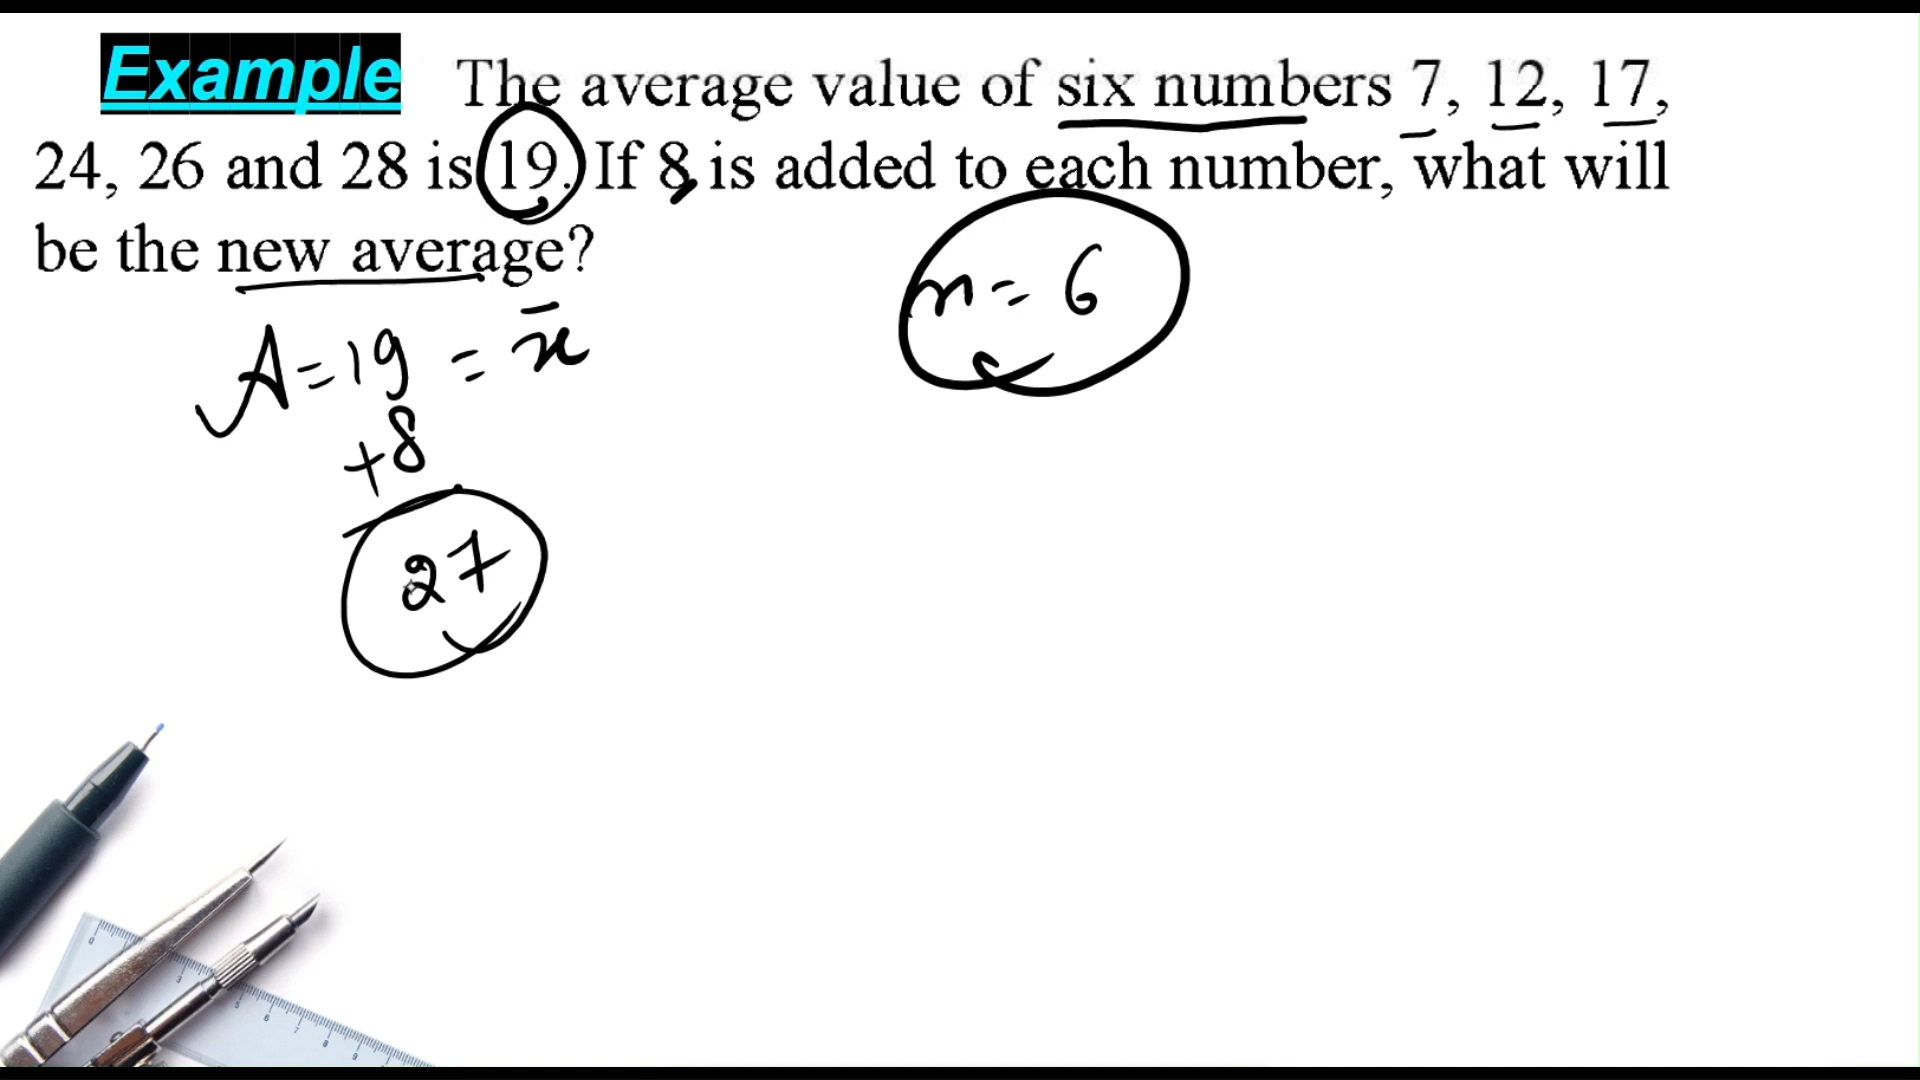 Example The average value of six numbers 7, 12, 17,
24, 26 and 28 is 19. If 8 is added to each number, what will
be the new average?
n = 6
A = 19 = x̄
+8
27